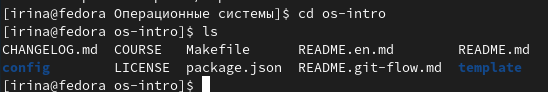 [irina@fedora Операционные системы]$ cd os-intro
[irina@fedora os-intro]$ ls
CHANGELOG.md  COURSE   Makefile      README.en.md        README.md
config        LICENSE  package.json  README.git-flow.md  template
[irina@fedora os-intro]$